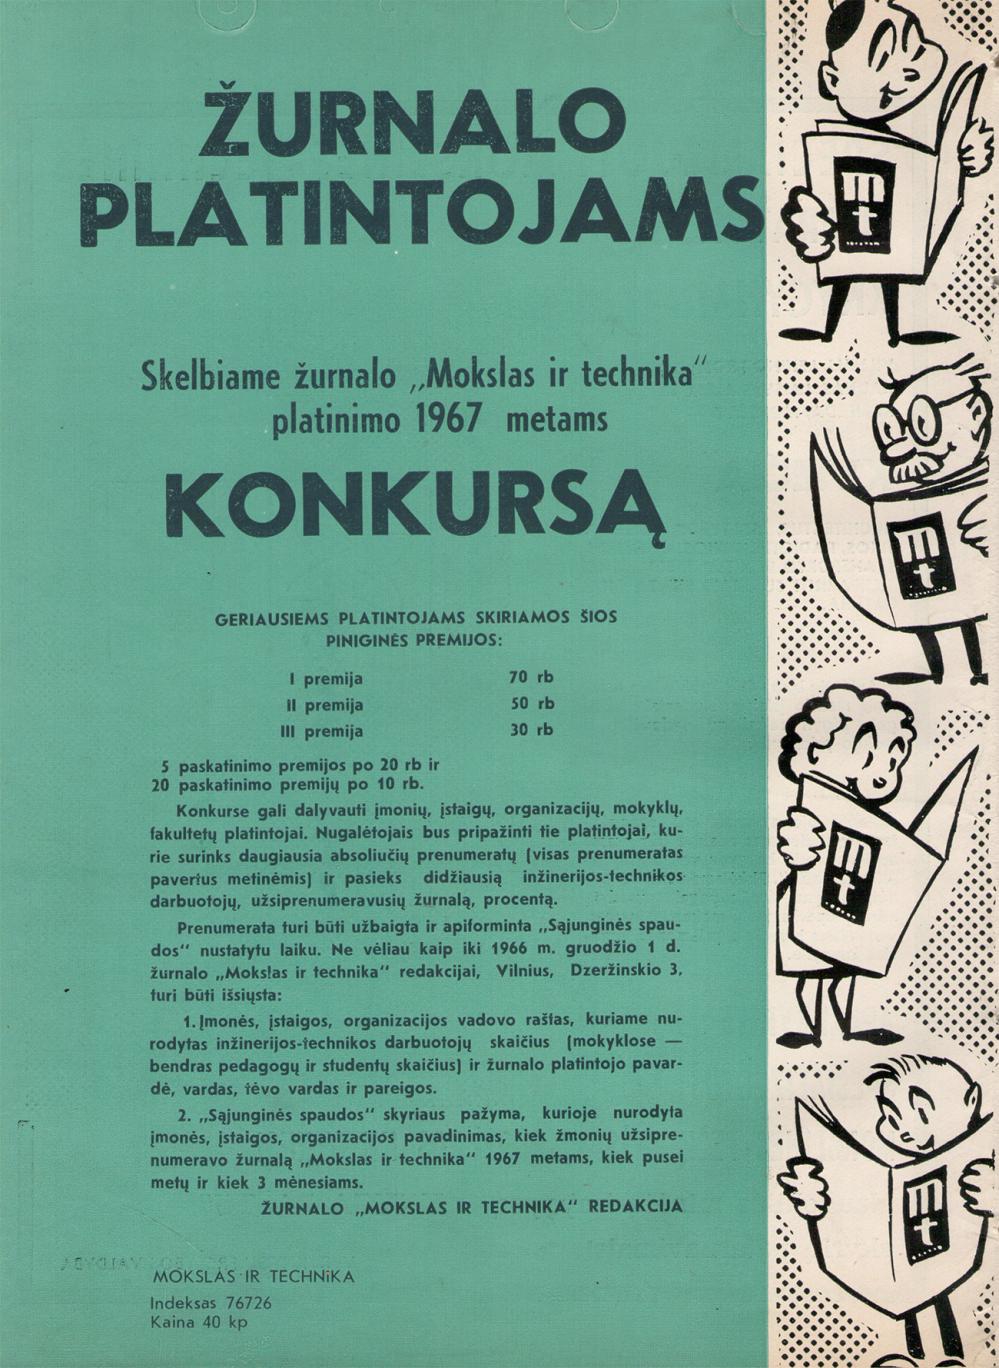 ŽURNALO
PLATINTOJAMS
Skelbiame žurnalo „Mokslas ir technika“
platinimo 1967 metams
KONKURSĄ
GERIAUSIEMS PLATINTOJAMS SKIRIAMOS ŠIOS
PINIGINĖS PREMIJOS:
I premija 70 rb
II premija 50 rb
III premija 30 rb
5 paskatinimo premijos po 20 rb ir
20 paskatinimo premijų po 10 rb.
Konkurse gali dalyvauti įmonių, įstaigų, organizacijų, mokyklų,
fakultetų platintojai. Nugalėtojais bus pripažinti tie platintojai, ku-
rie surinks daugiausia absoliučių prenumeratų (visas prenumeratas
pavertus metinėmis) ir pasieks didžiausią inžinerijos-technikos
darbuotojų, užsiprenumeravusių žurnalą, procentą.
Prenumerata turi būti užbaigta ir apiforminta „Sąjunginės spau-
dos“ nustatytu laiku. Ne vėliau kaip iki 1966 m. gruodžio 1 d.
žurnalo „Mokslas ir technika“ redakcijai, Vilnius, Dzeržinskio 3,
turi būti išsiųsta:
1. Įmonės, įstaigos, organizacijos vadovo raštas, kuriame nu-
rodytas inžinerijos-technikos darbuotojų skaičius (mokyklose —
bendras pedagogų ir studentų skaičius) ir žurnalo platintojo pavar-
dė, vardas, tėvo vardas ir pareigos.
2. „Sąjunginės spaudos“ skyriaus pažyma, kurioje nurodyta
įmonės, įstaigos, organizacijos pavadinimas, kiek žmonių užsipre-
numeravo žurnalą „Mokslas ir technika“ 1967 metams, kiek pusei
metų ir kiek 3 mėnesiams.
ŽURNALO „MOKSLAS IR TECHNIKA“ REDAKCIJA
MOKSLAS IR TECHNIKA
Indeksas 76726
Kaina 40 kp
mt
mt
mt
mt